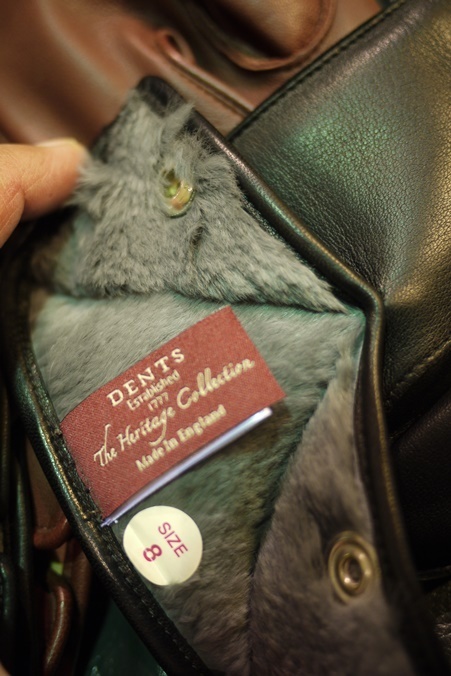 DENTS
ESTABLISHED
1777
The Heritage Collection
Made in England
SIZE
8